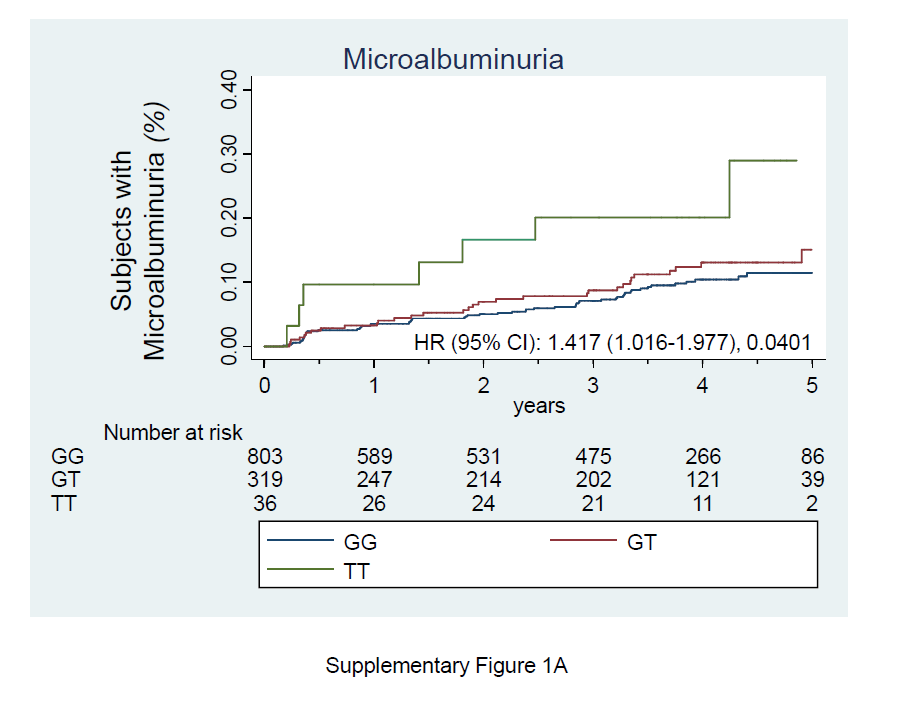 Microalbuminuria
Subjects with
Microalbuminuria (%)
0.40
0.30
0.20
0.10
0.00
HR (95% CI): 1.417 (1.016-1.977), 0.0401
0 1 2 3 4 5
years
Number at risk
GG 803 589 531 475 266 86
GT 319 247 214 202 121 39
TT 36 26 24 21 11 2
GG GT
TT
Supplementary Figure 1A